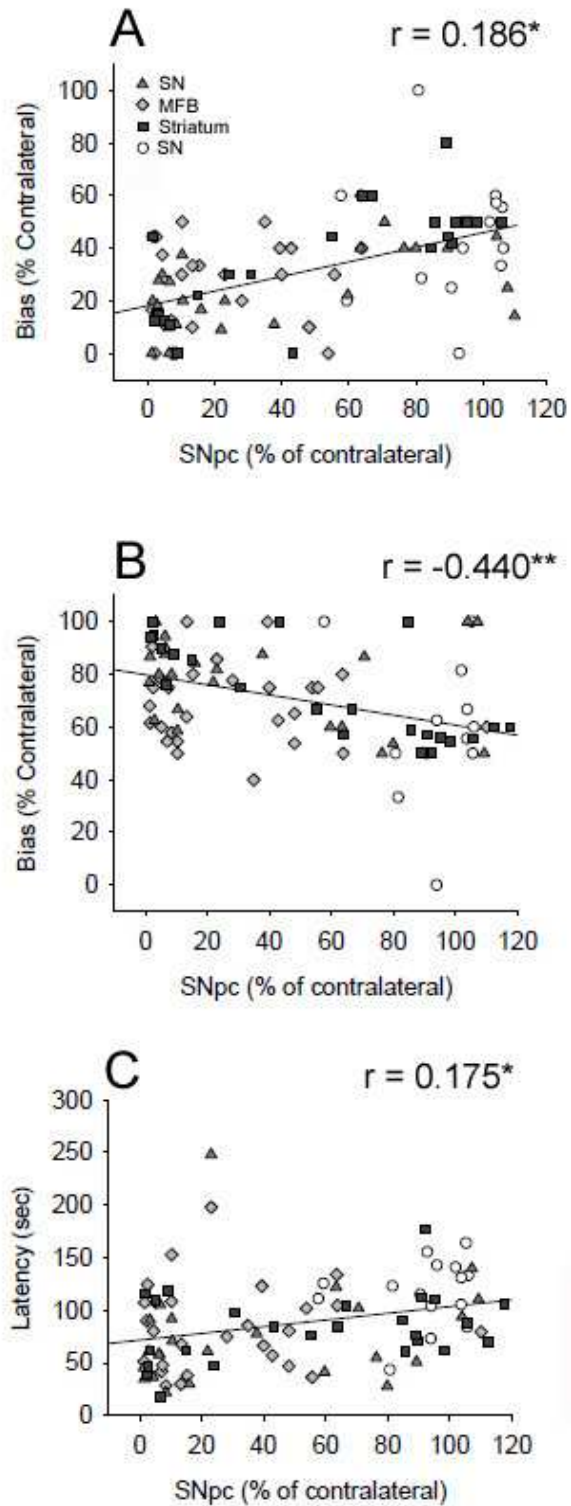 A
r = 0.186*
SN
MFB
Striatum
SN
100
80
60
40
20
0
Bias (% Contralateral)
0 20 40 60 80 100 120
SNpc (% of contralateral)
B
r = -0.440**
100
80
60
40
20
0
Bias (% Contralateral)
0 20 40 60 80 100 120
SNpc (% of contralateral)
C
r = 0.175*
300
250
200
150
100
50
0
Latency (sec)
0 20 40 60 80 100 120
SNpc (% of contralateral)